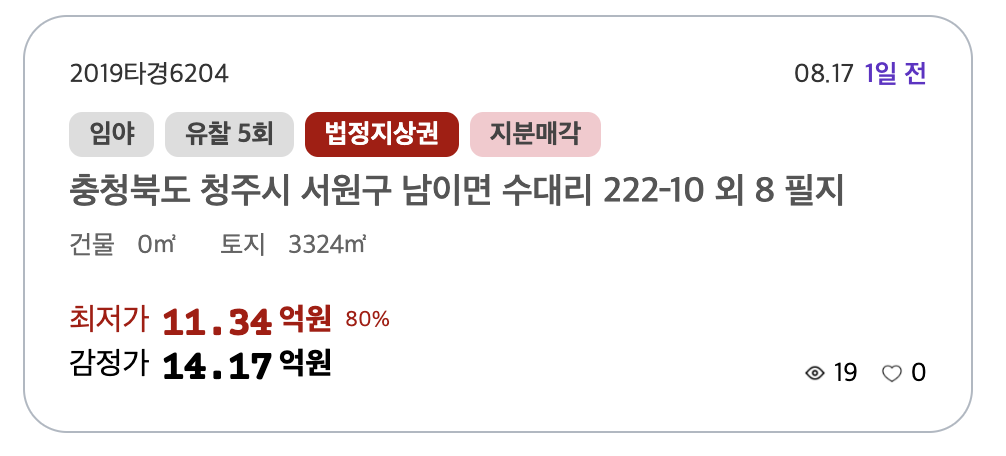 2019타경6204 08.17 1일 전
임야 유찰 5회 법정지상권 지분매각
충청북도 청주시 서원구 남이면 수대리 222-10 외 8 필지
건물 0㎡ 토지 3324㎡
최저가 11.34 억원 80%
감정가 14.17 억원
19 0